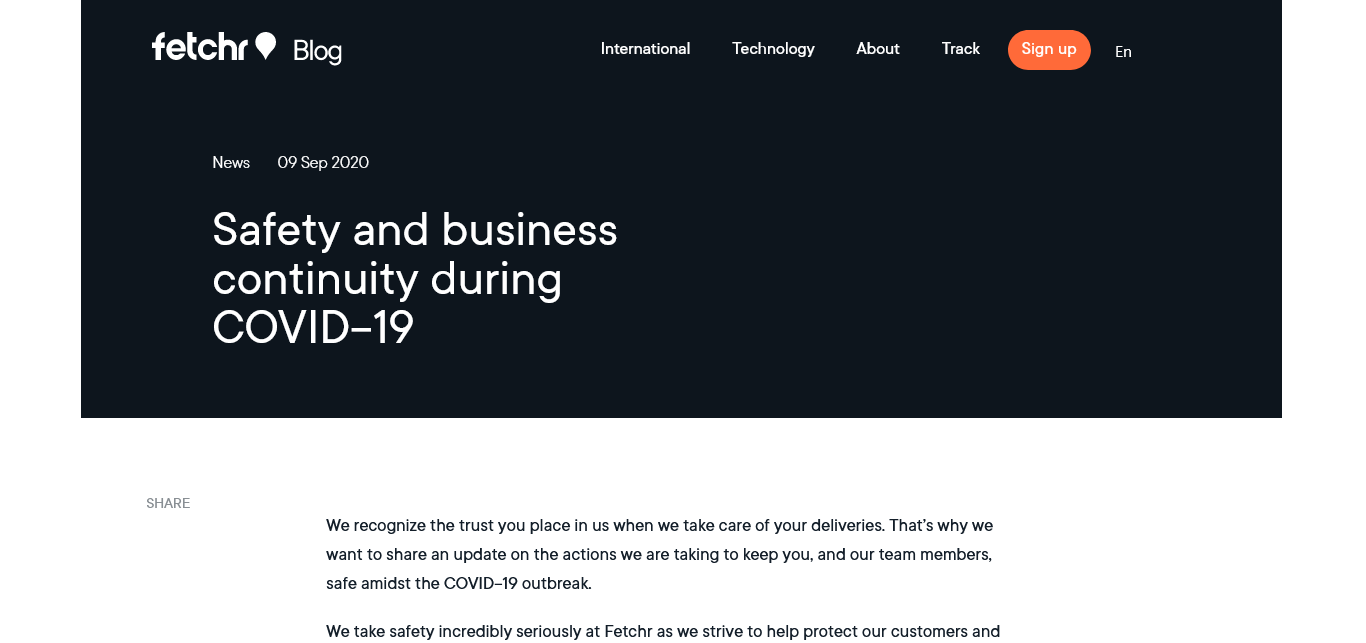 fetchr Blog
International Technology About Track Sign up En
News 09 Sep 2020
Safety and business
continuity during
COVID–19
SHARE
We recognize the trust you place in us when we take care of your deliveries. That’s why we
want to share an update on the actions we are taking to keep you, and our team members,
safe amidst the COVID–19 outbreak.
We take safety incredibly seriously at Fetchr as we strive to help protect our customers and